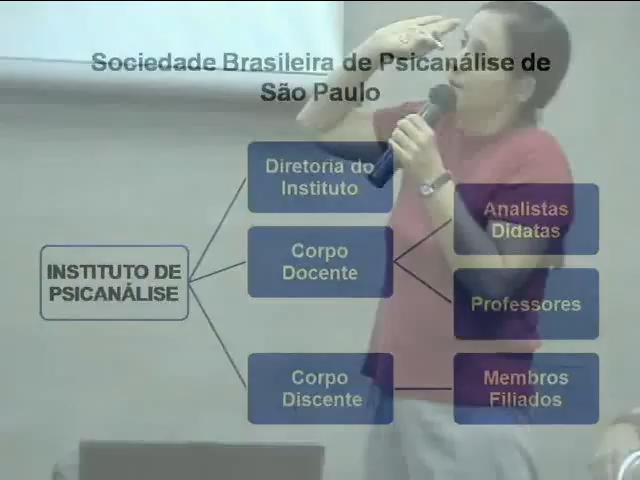 Sociedade Brasileira de Psicanálise de
São Paulo
INSTITUTO DE
PSICANÁLISE
Diretoria do
Instituto
Corpo
Docente
Analistas
Didatas
Professores
Corpo
Discente
Membros
Filiados